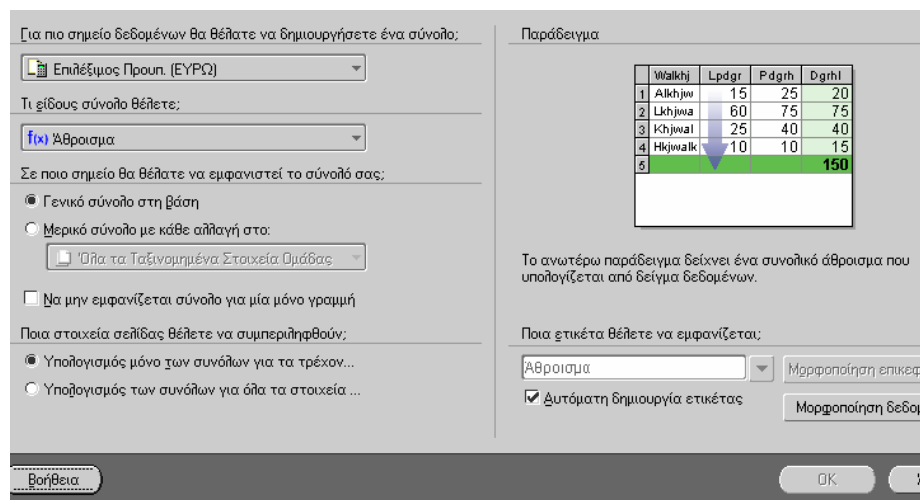 Για πιο σημείο δεδομένων θα θέλατε να δημιουργήσετε ένα σύνολο;
Επιλέξιμος Προυπ. (ΕΥΡΩ)
Τι είδους σύνολο θέλετε;
f(x) Άθροισμα
Σε ποιο σημείο θα θέλατε να εμφανιστεί το σύνολό σας;
Γενικό σύνολο στη βάση
Μερικό σύνολο με κάθε αλλαγή στο:
Όλα τα Ταξινομημένα Στοιχεία Ομάδας
Να μην εμφανίζεται σύνολο για μία μόνο γραμμή
Ποια στοιχεία σελίδας θέλετε να συμπεριληφθούν;
Υπολογισμός μόνο των συνόλων για τα τρέχον...
Υπολογισμός των συνόλων για όλα τα στοιχεία ...
Παράδειγμα
Walkhj Lpdgr Pdgrh Dgrhl
1 Alkhjw 15 25 20
2 Lkhjwa 60 75 75
3 Khjwal 25 40 40
4 Hkjwalk 10 10 15
5 150
Το ανωτέρω παράδειγμα δείχνει ένα συνολικό άθροισμα που
υπολογίζεται από δείγμα δεδομένων.
Ποια ετικέτα θέλετε να εμφανίζεται;
Άθροισμα
Μορφοποίηση επικεφ
Αυτόματη δημιουργία ετικέτας
Μορφοποίηση δεδο
Βοήθεια
OK